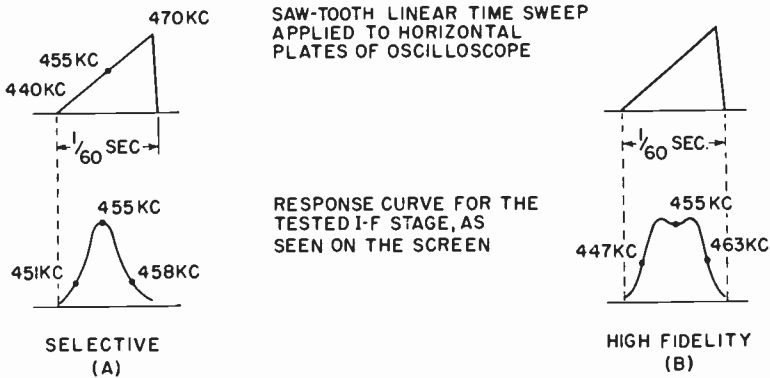 470KC
455KC
440KC
1/60 SEC
SAW-TOOTH LINEAR TIME SWEEP
APPLIED TO HORIZONTAL
PLATES OF OSCILLOSCOPE
1/60 SEC.
455KC
451KC
458KC
RESPONSE CURVE FOR THE
TESTED I-F STAGE, AS
SEEN ON THE SCREEN
455KC
447KC
463KC
SELECTIVE
(A)
HIGH FIDELITY
(B)